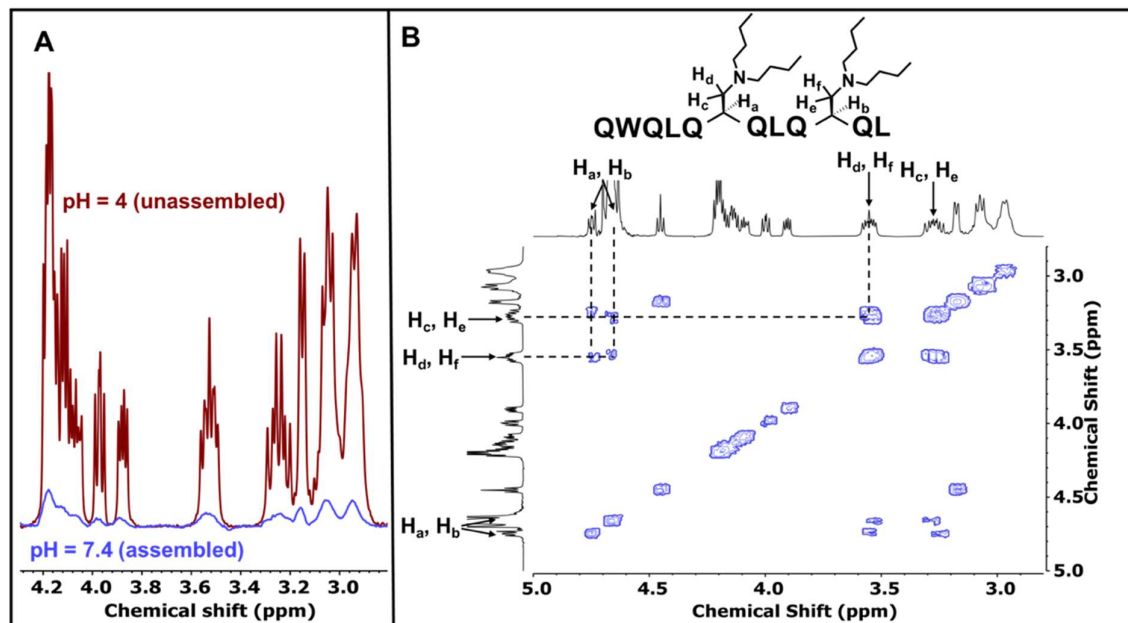 A
pH = 4 (unassembled)
pH = 7.4 (assembled)
4.2 4.0 3.8 3.6 3.4 3.2 3.0
Chemical shift (ppm)
B
N N
Hd Hf
Hc Ha He Hb
QWQLQ QLQ QL
Ha, Hb
Hd, Hf
Hc, He
Hc, He
Hd, Hf
Ha, Hb
3.0
3.5
4.0
4.5
5.0
Chemical Shift (ppm)
5.0 4.5 4.0 3.5 3.0
Chemical Shift (ppm)